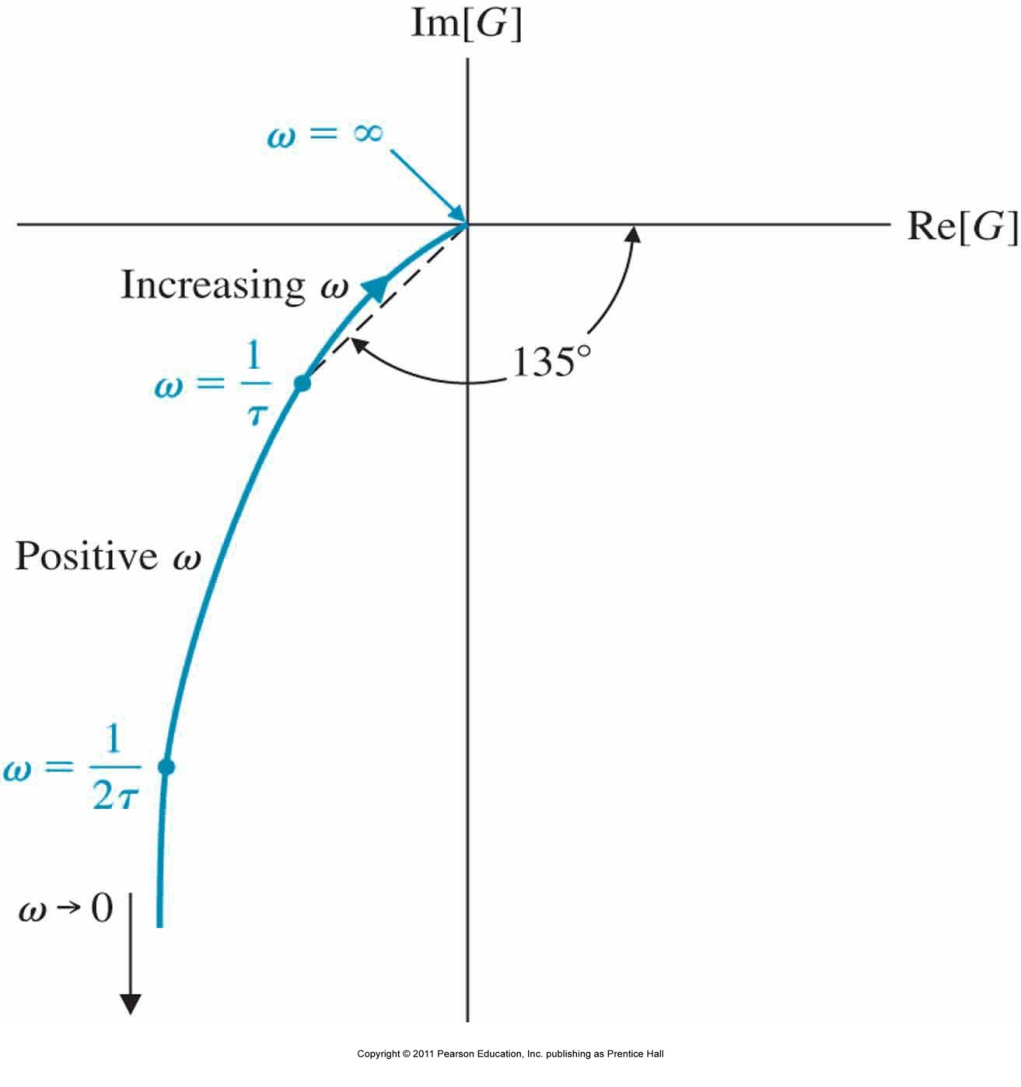 Im[G]
ω = ∞
Re[G]
Increasing ω
135°
ω = 1/τ
Positive ω
ω = 1/2τ
ω → 0
Copyright © 2011 Pearson Education, Inc. publishing as Prentice Hall